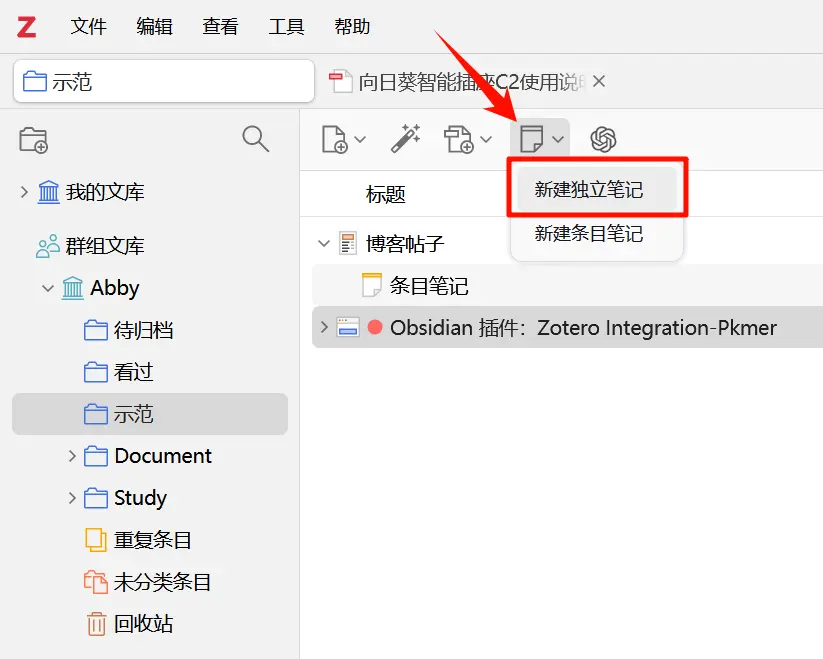 Z 文件 编辑 查看 工具 帮助
示范
向日葵智能插座C2使用说
新建独立笔记
新建条目笔记
标题
我的文库
群组文库
Abby
待归档
看过
示范
Document
Study
重复条目
未分类条目
回收站
博客帖子
条目笔记
Obsidian 插件：Zotero Integration-Pkmer